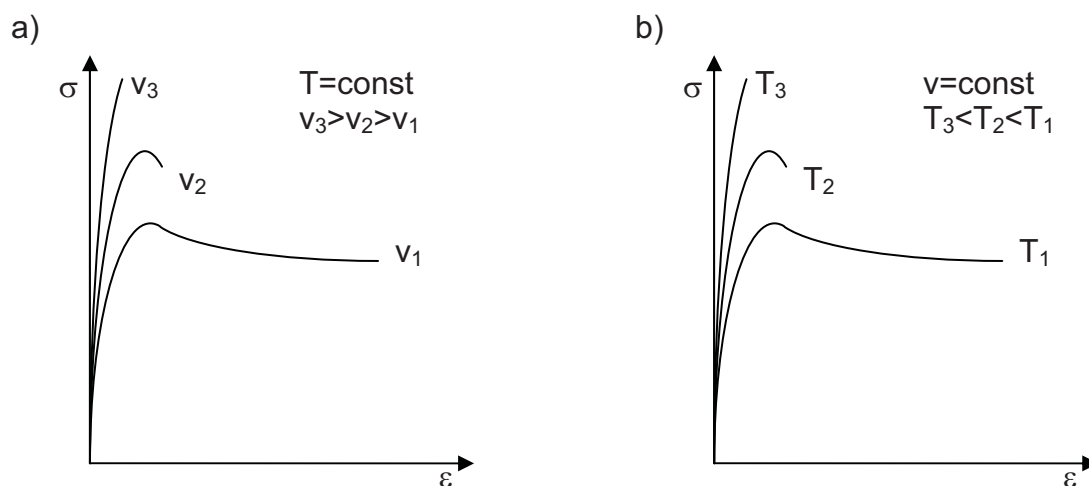 a)
σ
v₃
T=const
v₃>v₂>v₁
v₂
v₁
ε
b)
σ
T₃
v=const
T₃<T₂<T₁
T₂
T₁
ε